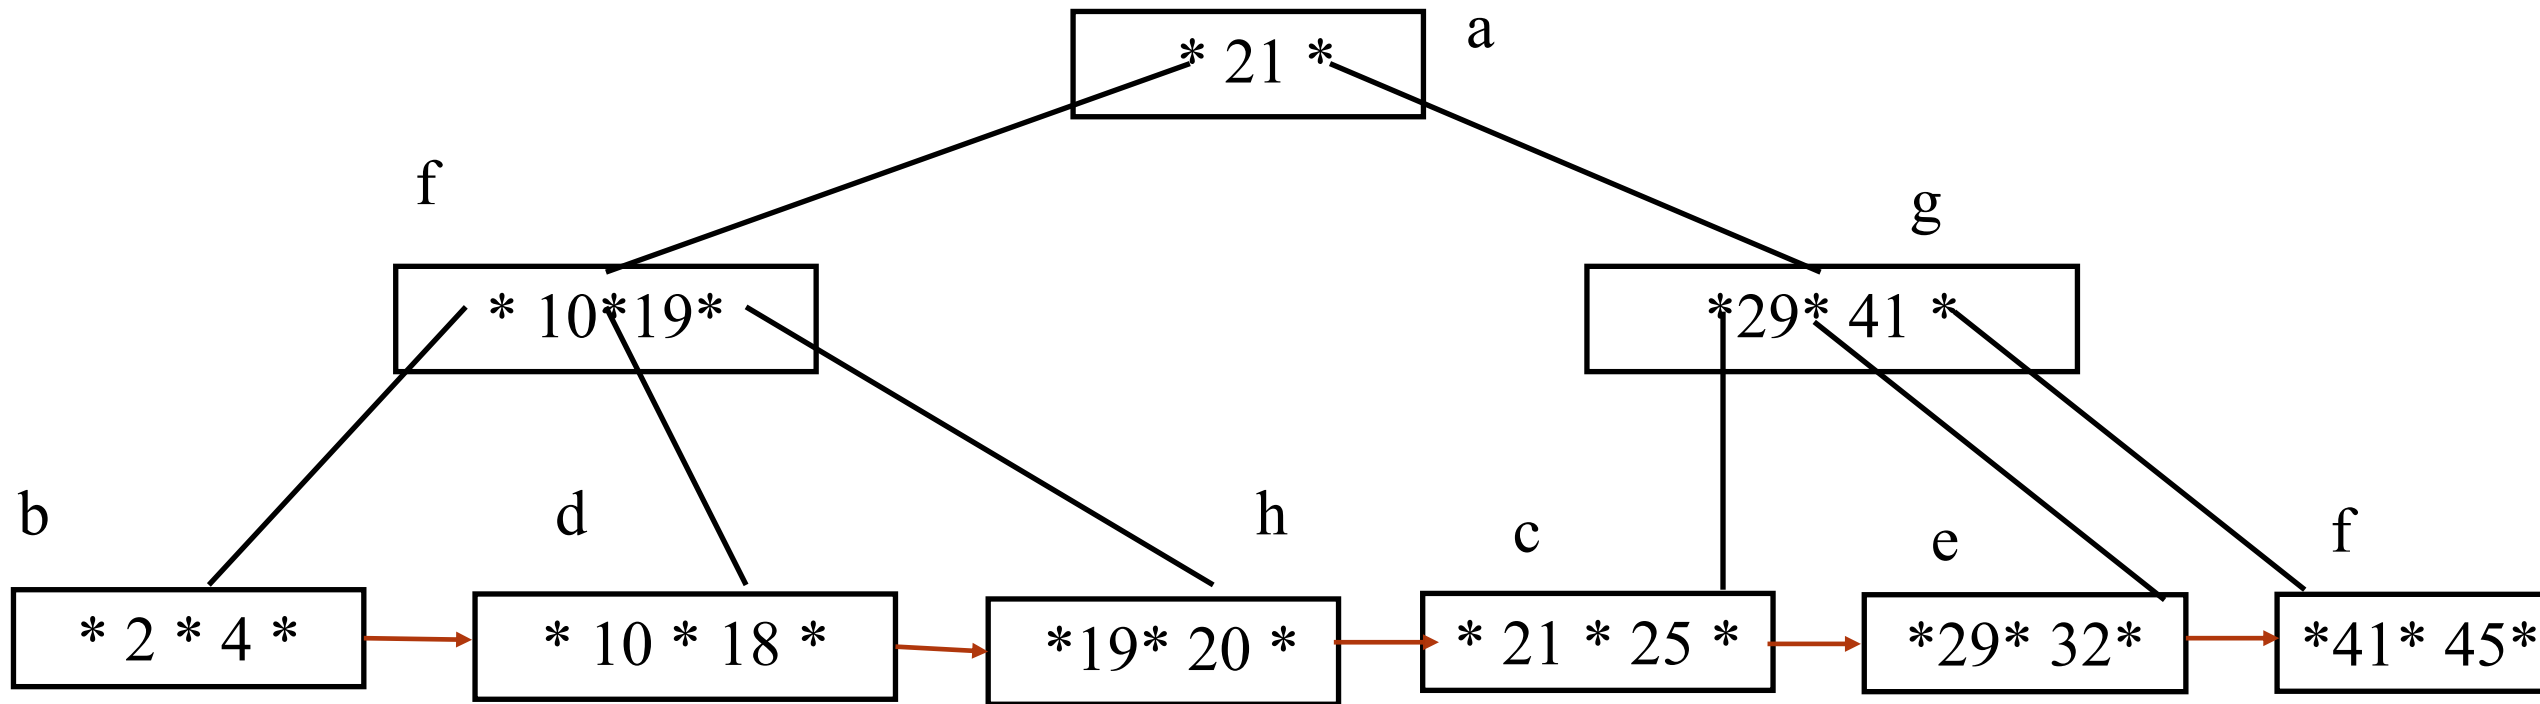 * 21 *
a
f
g
* 10*19*
*29* 41 *
b
d
h
c
e
f
* 2 * 4 *
* 10 * 18 *
*19* 20 *
* 21 * 25 *
*29* 32*
*41* 45*